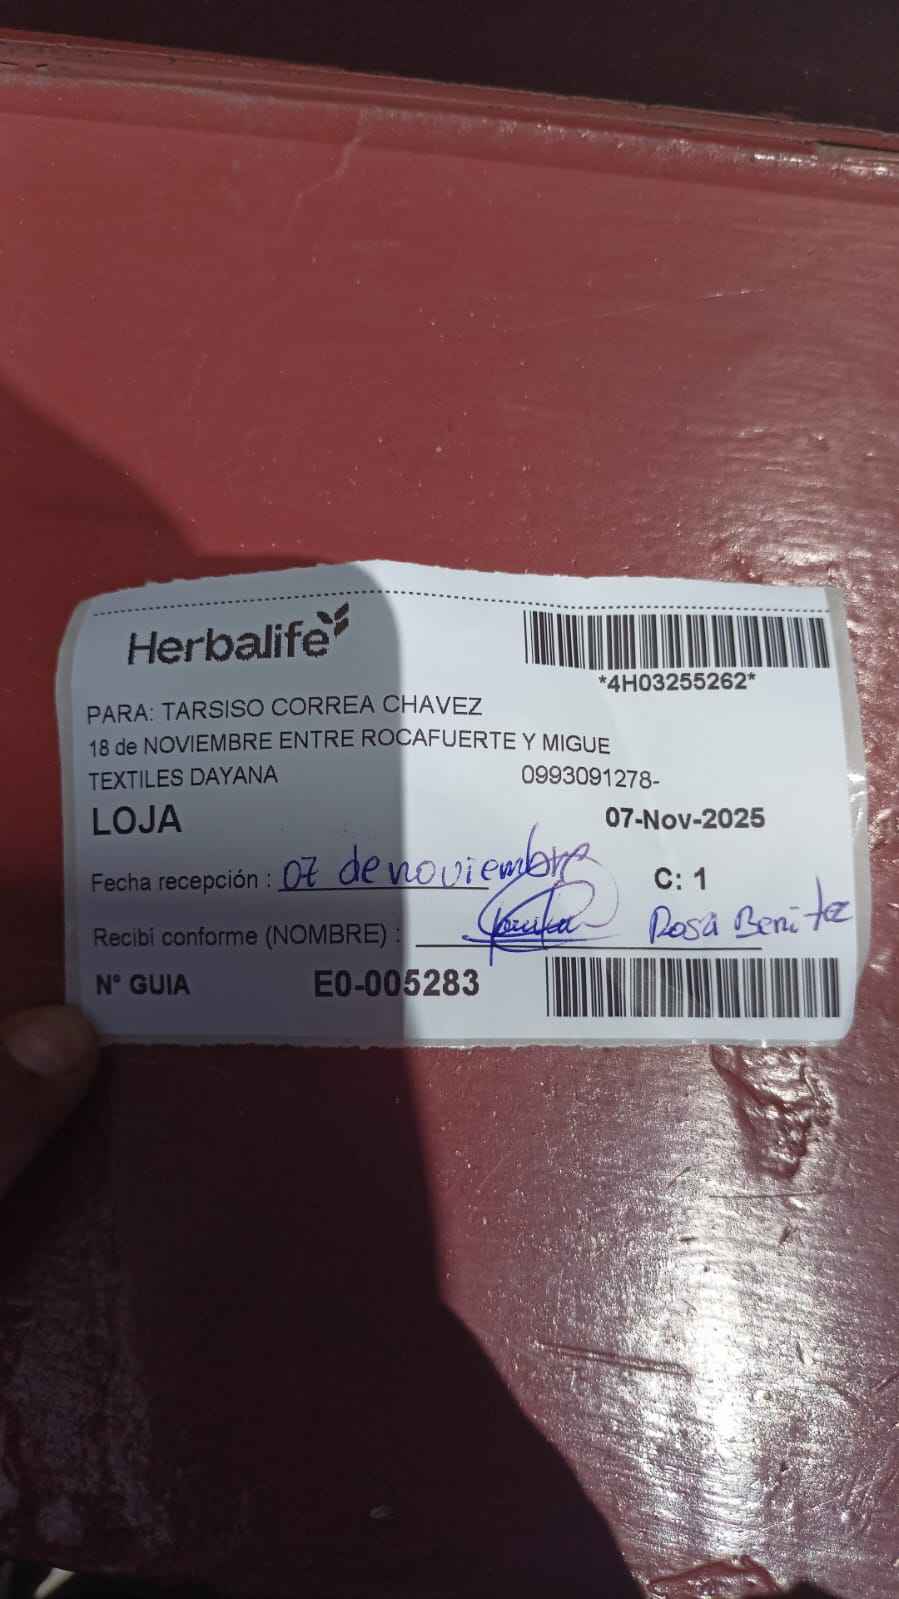 Herbalife
*4H03255262*
PARA: TARSISO CORREA CHAVEZ
18 de NOVIEMBRE ENTRE ROCAFUERTE Y MIGUE
TEXTILES DAYANA 0993091278-
LOJA 07-Nov-2025
Fecha recepción : 07 de noviembre C: 1
Recibi conforme (NOMBRE) : Rosa Benitez
N° GUIA E0-005283